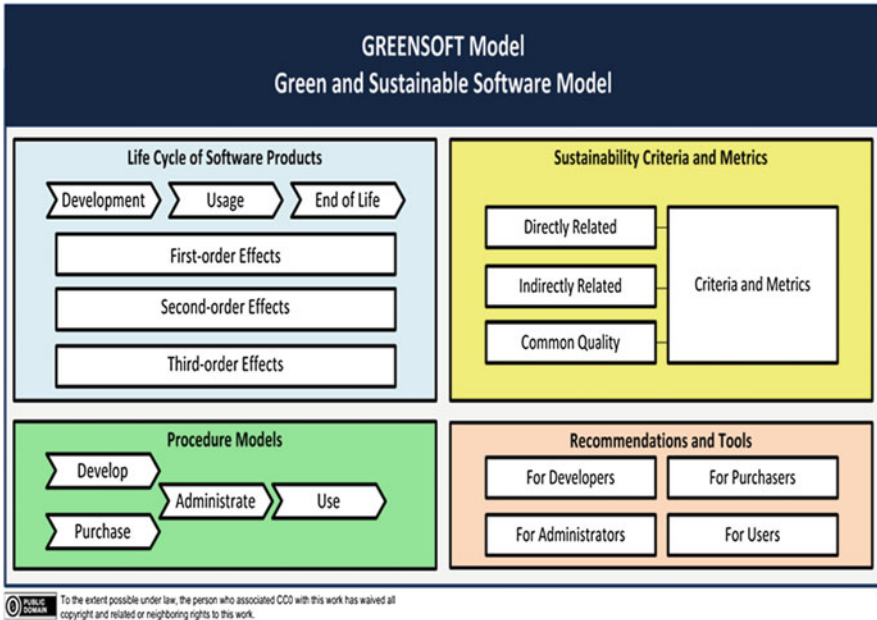 GREENSOFT Model
Green and Sustainable Software Model
Life Cycle of Software Products
Development
Usage
End of Life
First-order Effects
Second-order Effects
Third-order Effects
Sustainability Criteria and Metrics
Directly Related
Indirectly Related
Common Quality
Criteria and Metrics
Procedure Models
Develop
Purchase
Administrate
Use
Recommendations and Tools
For Developers
For Purchasers
For Administrators
For Users
0
PUBLIC
DOMAIN
To the extent possible under law, the person who associated CC0 with this work has waived all
copyright and related or neighboring rights to this work.